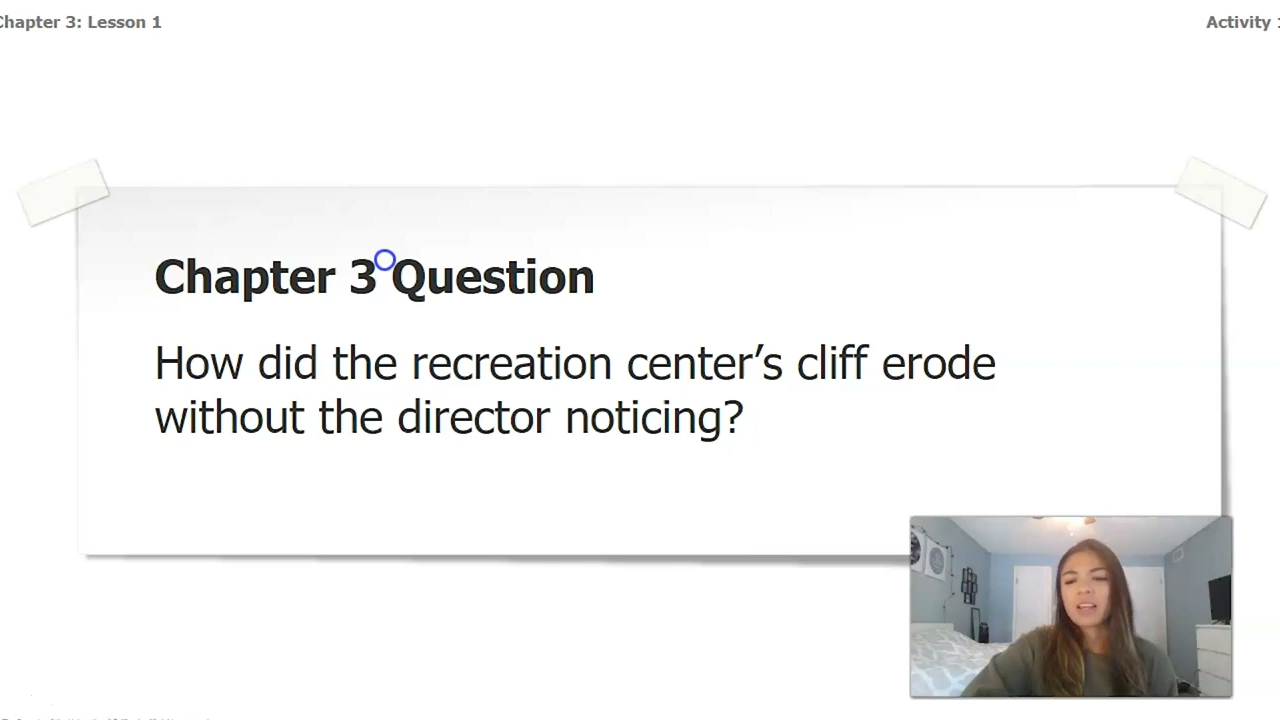 Chapter 3: Lesson 1
Activity 1
Chapter 3 Question
How did the recreation center’s cliff erode
without the director noticing?